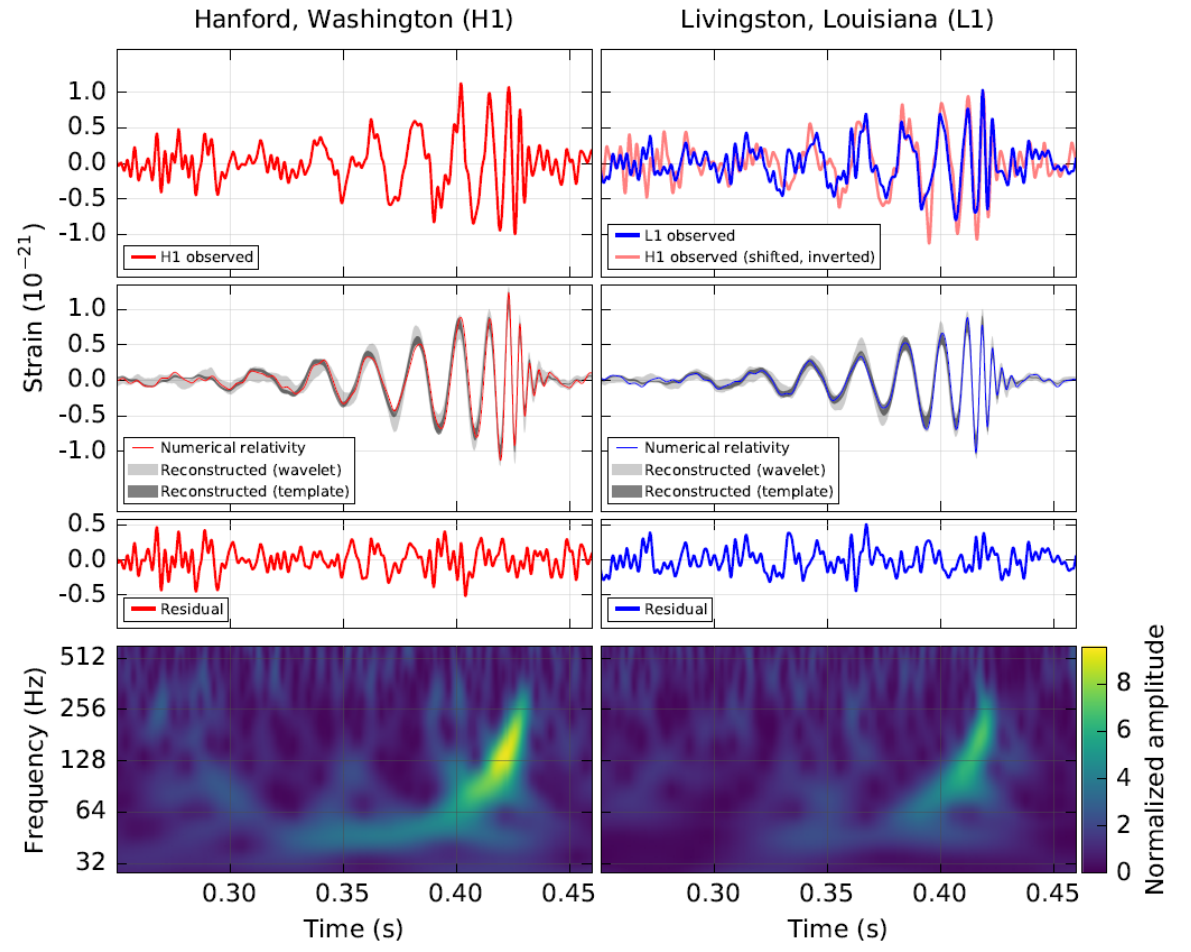 Hanford, Washington (H1)
Livingston, Louisiana (L1)
Strain (10⁻²¹)
1.0
0.5
0.0
-0.5
-1.0
H1 observed
L1 observed
H1 observed (shifted, inverted)
1.0
0.5
0.0
-0.5
-1.0
Numerical relativity
Reconstructed (wavelet)
Reconstructed (template)
Numerical relativity
Reconstructed (wavelet)
Reconstructed (template)
0.5
0.0
-0.5
Residual
Residual
Frequency (Hz)
512
256
128
64
32
0.30
0.35
0.40
0.45
Time (s)
0.30
0.35
0.40
0.45
Time (s)
8
6
4
2
0
Normalized amplitude